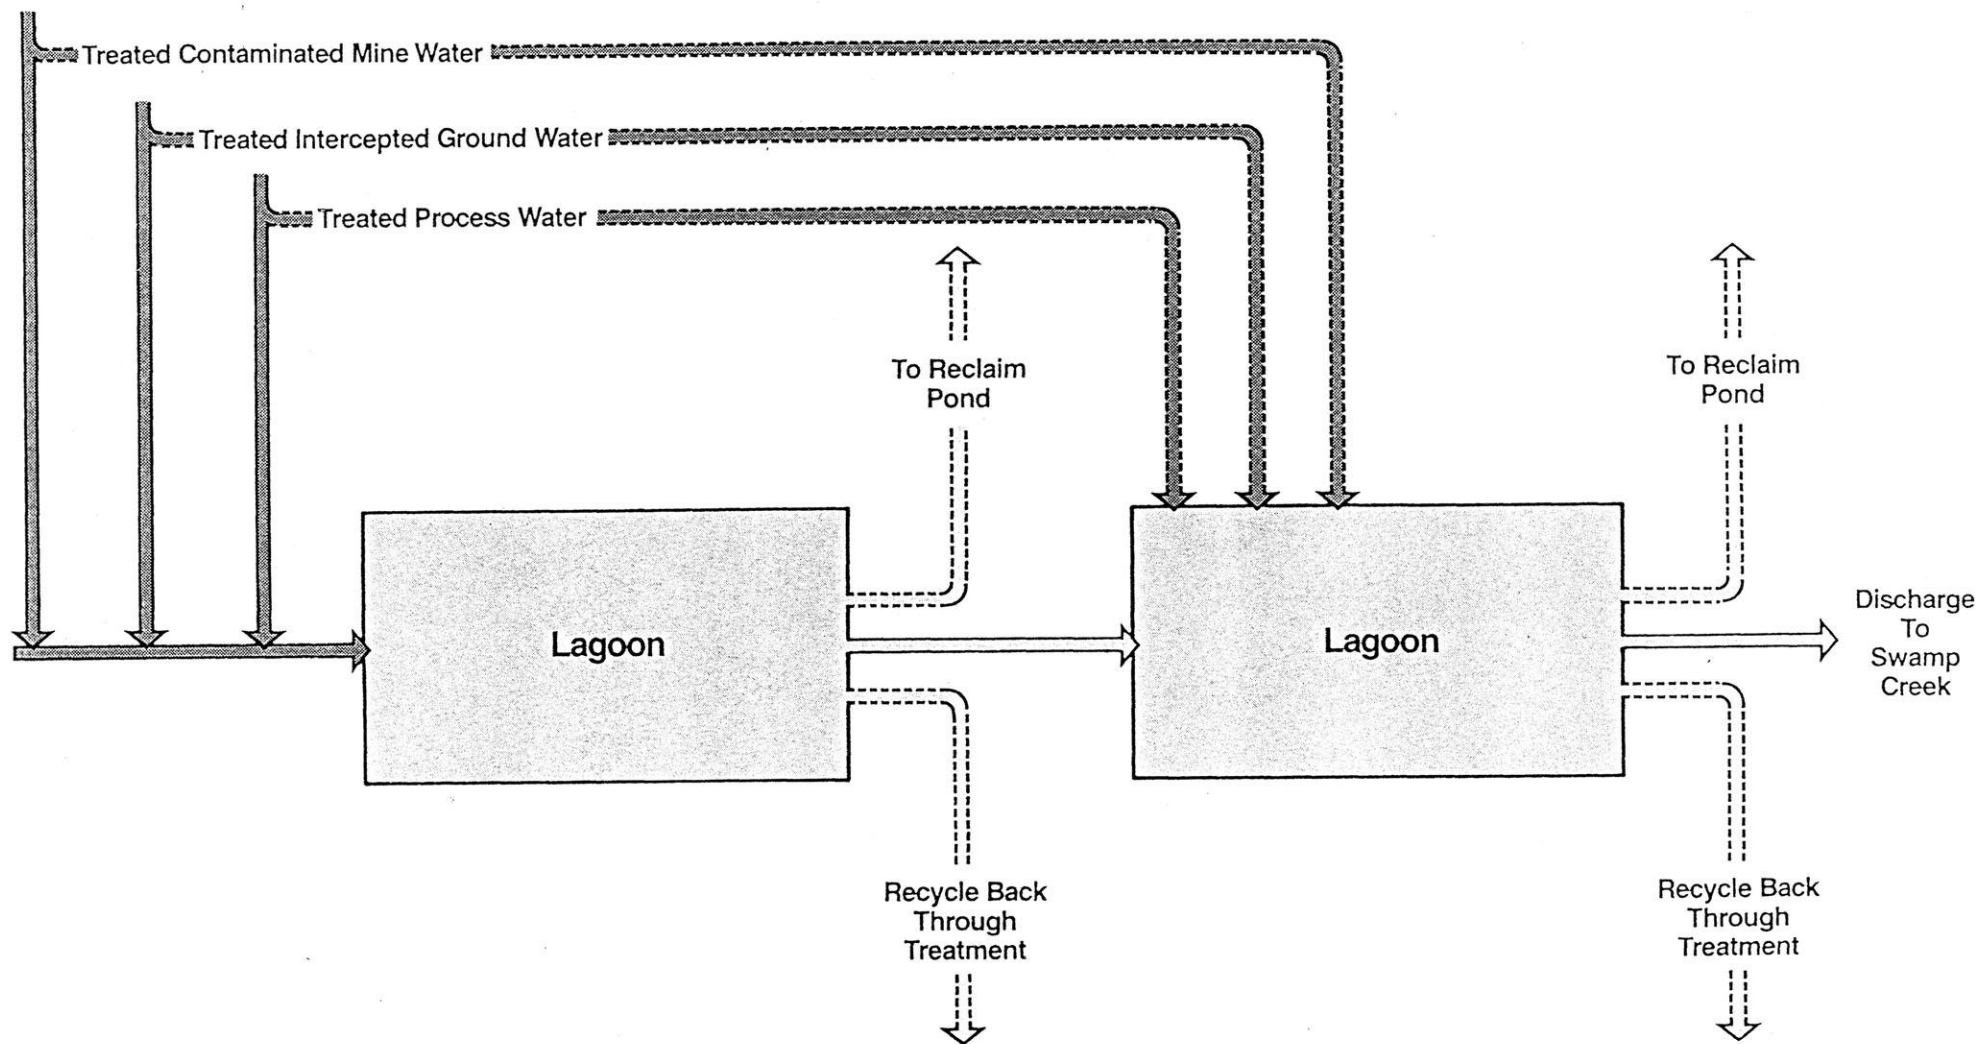 Treated Contaminated Mine Water
Treated Intercepted Ground Water
Treated Process Water
To Reclaim
Pond
To Reclaim
Pond
Lagoon
Lagoon
Discharge
To
Swamp
Creek
Recycle Back
Through
Treatment
Recycle Back
Through
Treatment